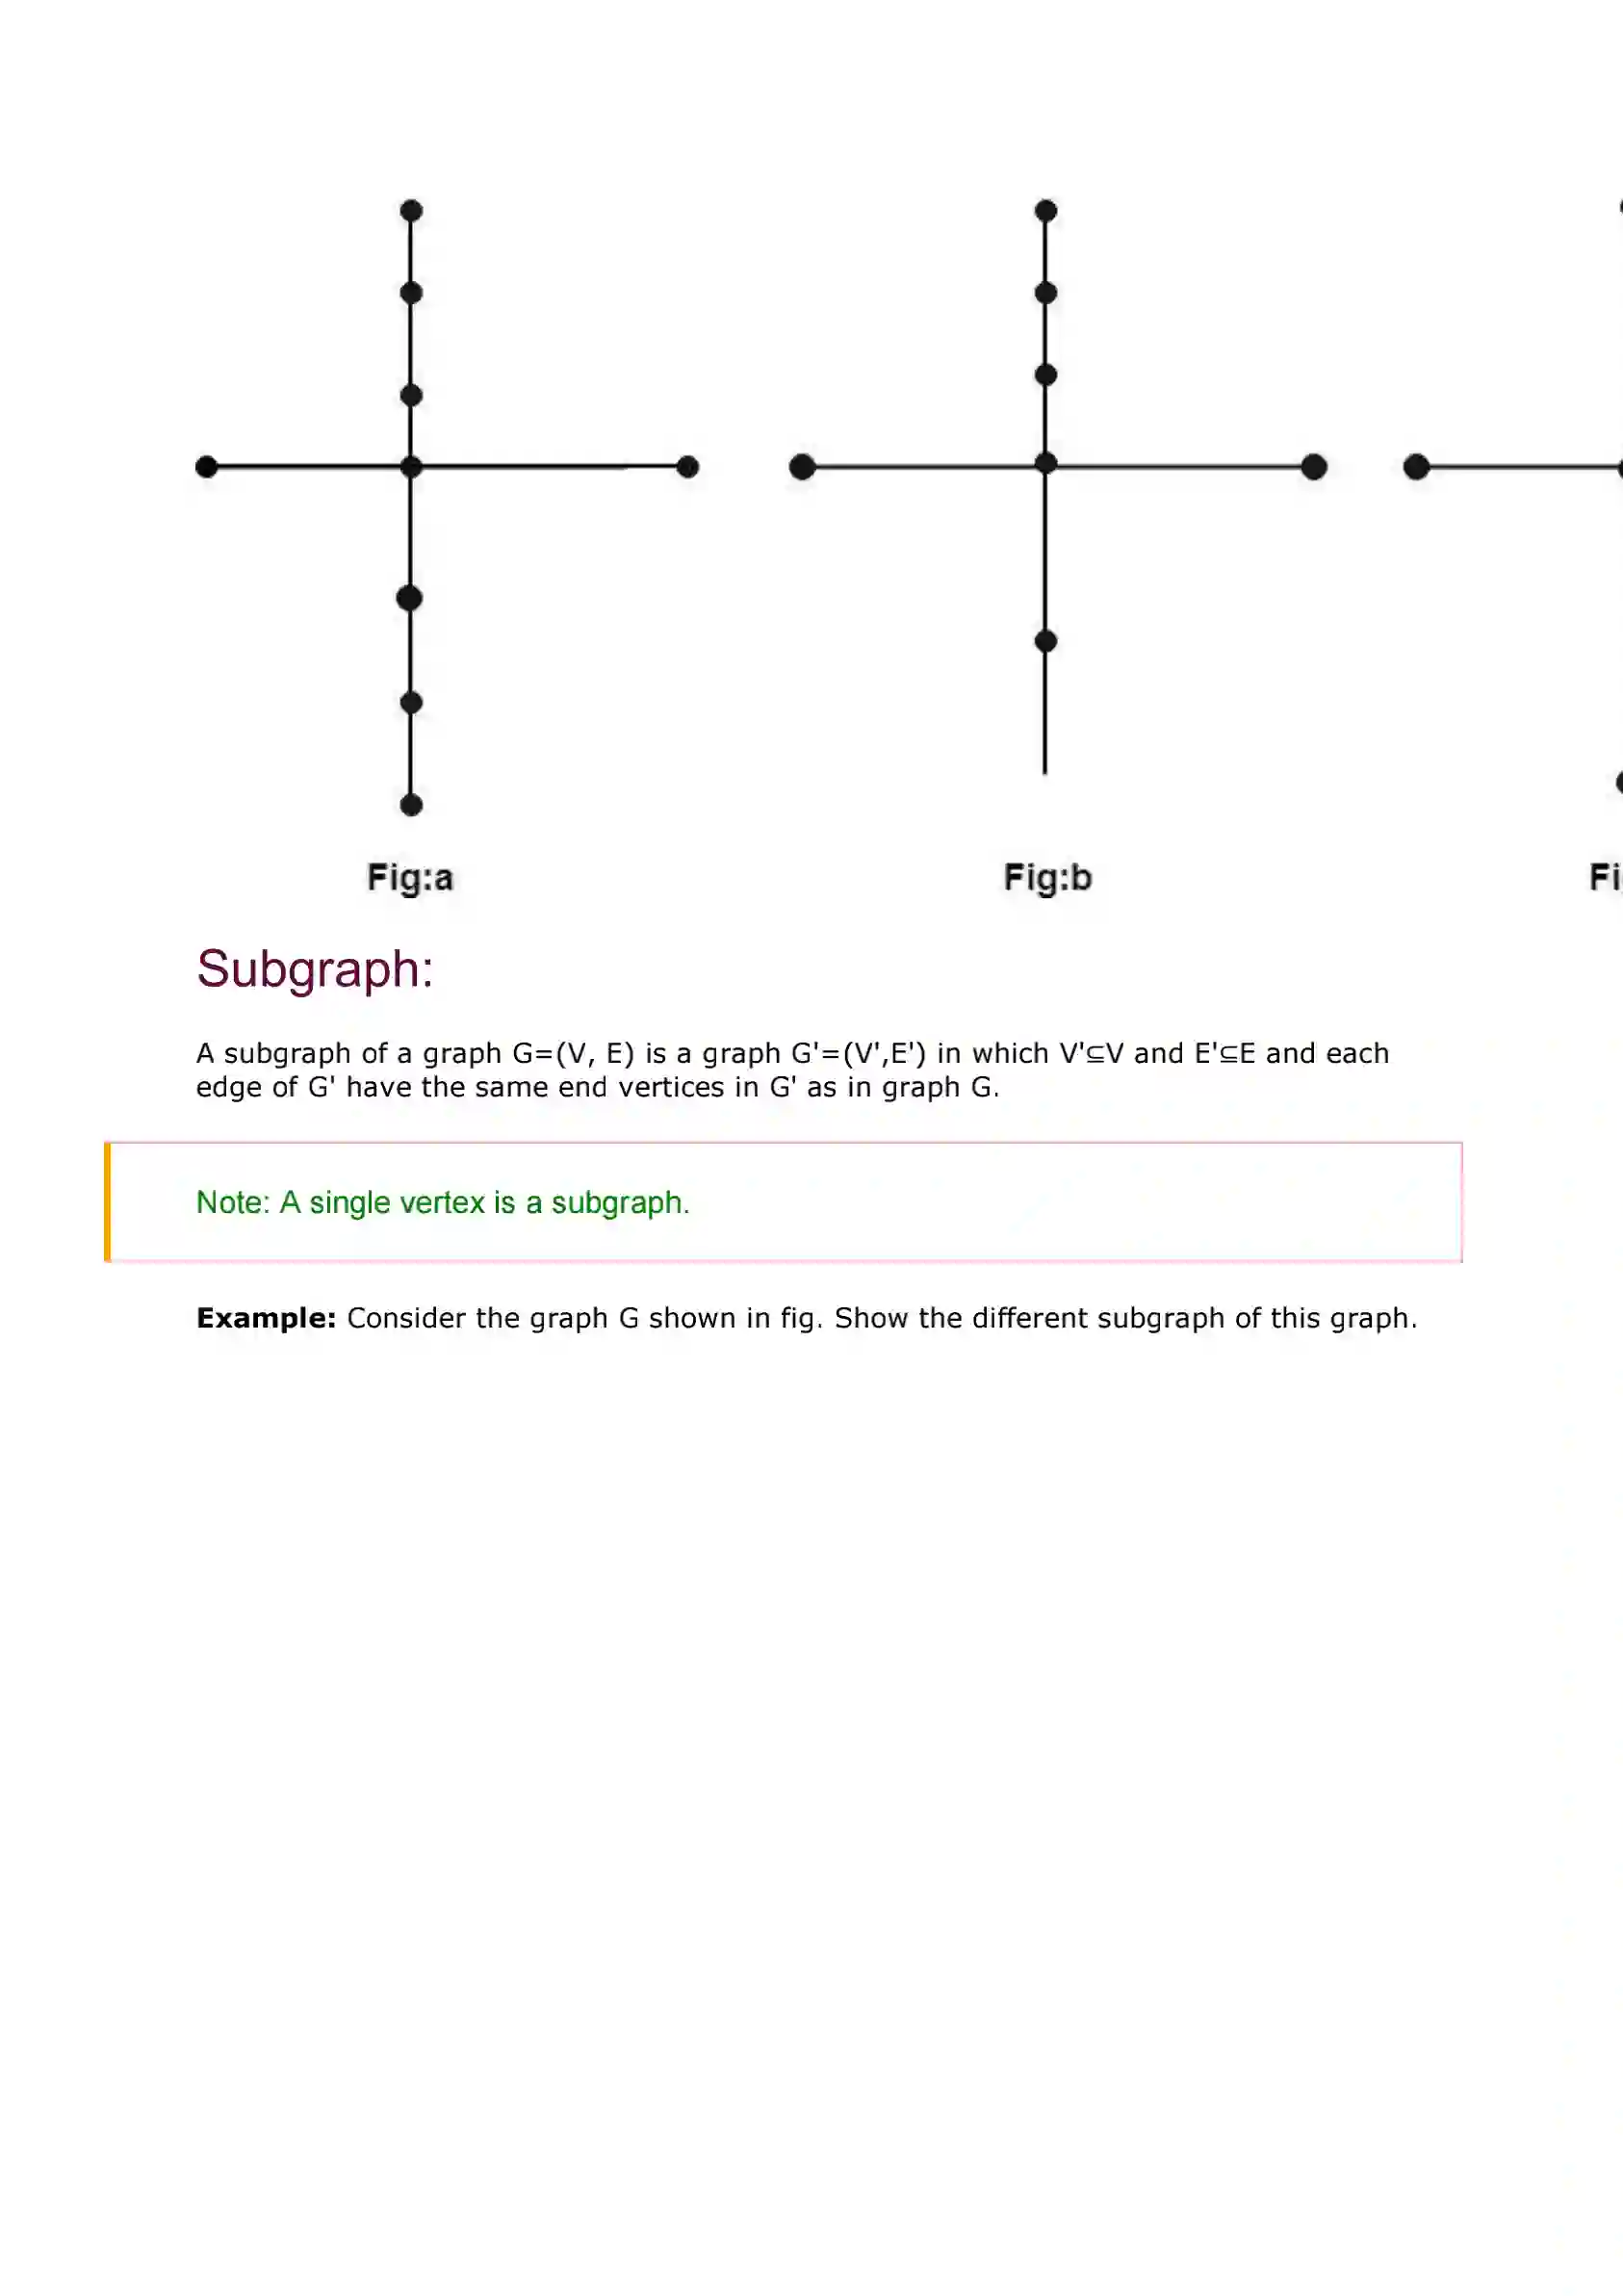 Fig:a
Fig:b
Fi
Subgraph:
A subgraph of a graph G=(V, E) is a graph G'=(V',E') in which V'⊆V and E'⊆E and each
edge of G' have the same end vertices in G' as in graph G.
Note: A single vertex is a subgraph.
Example: Consider the graph G shown in fig. Show the different subgraph of this graph.